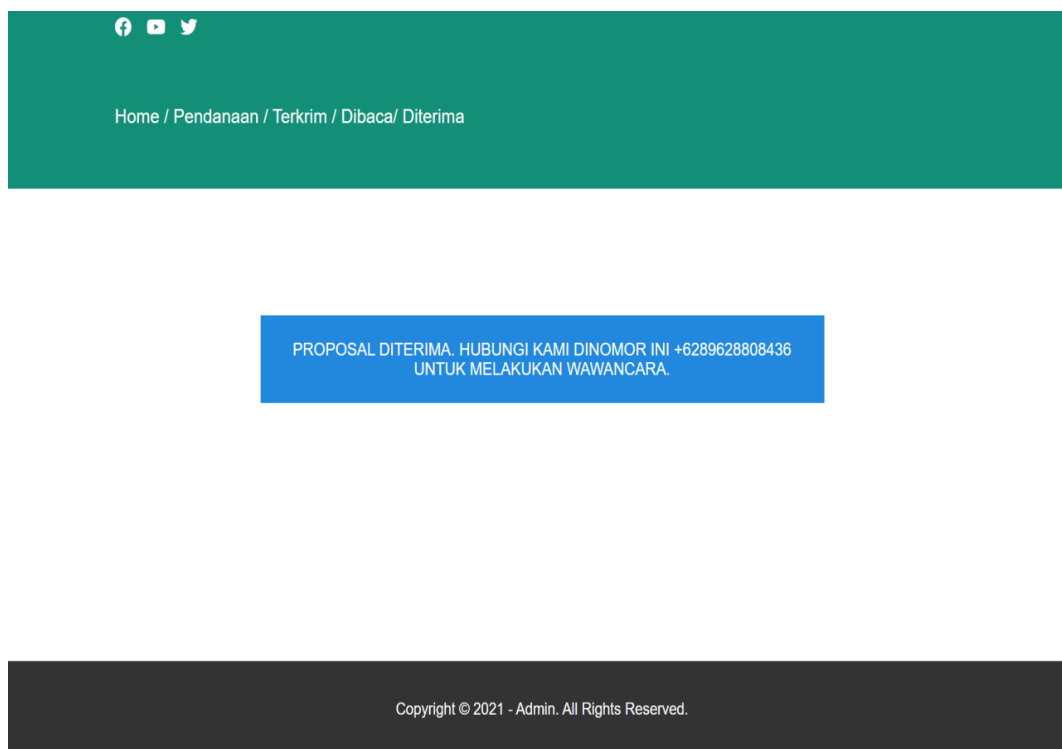 Home / Pendanaan / Terkrim / Dibaca/ Diterima
PROPOSAL DITERIMA. HUBUNGI KAMI DINOMOR INI +6289628808436
UNTUK MELAKUKAN WAWANCARA.
Copyright © 2021 - Admin. All Rights Reserved.